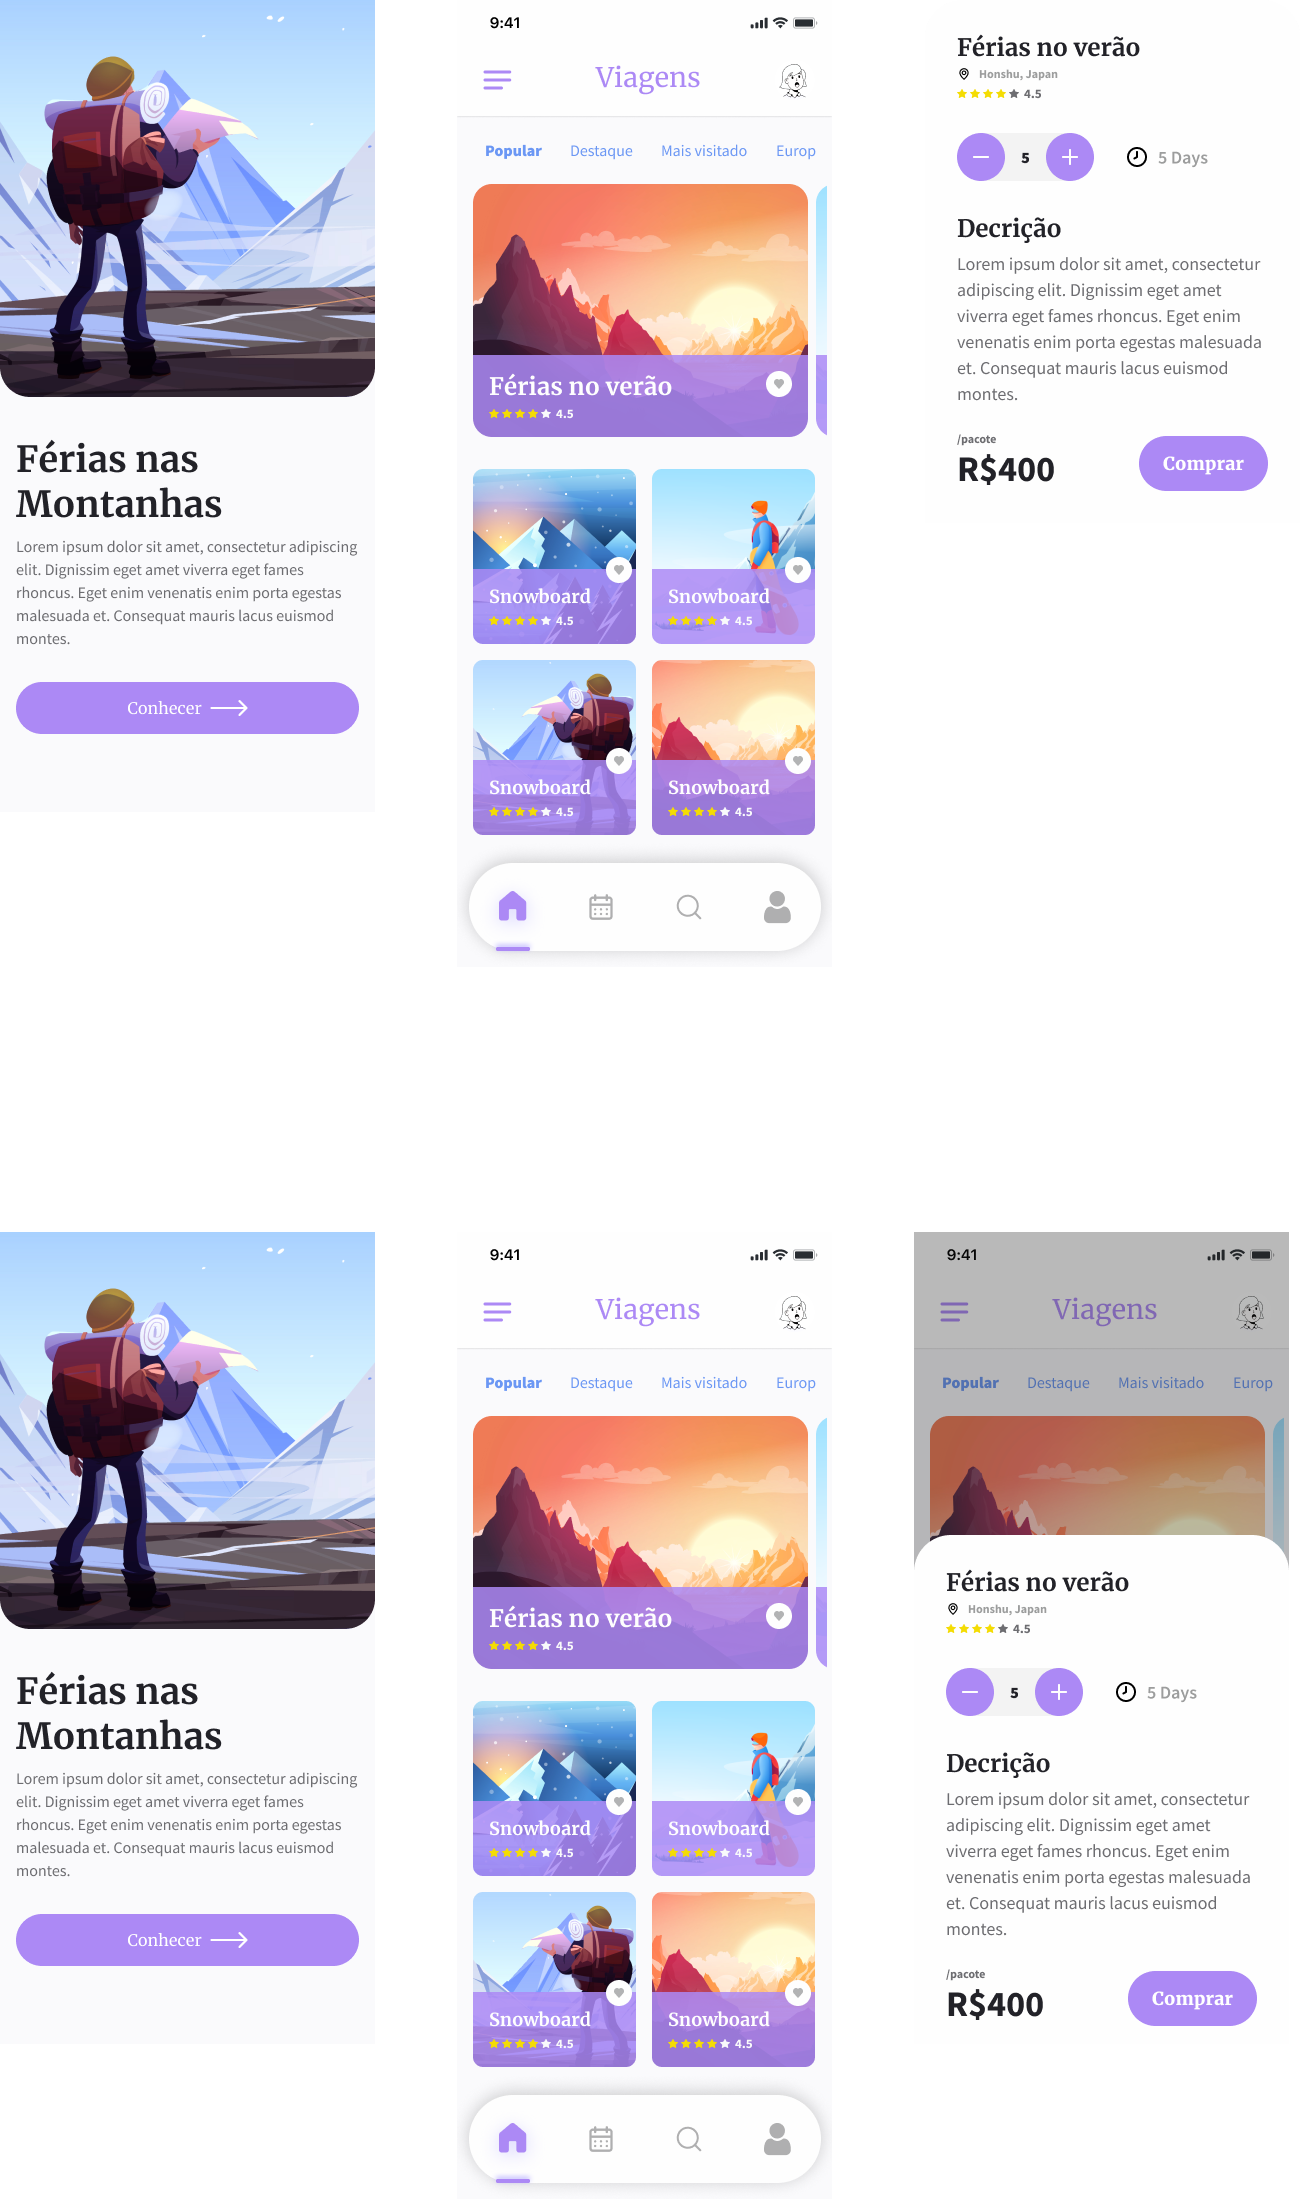 Férias nas
Montanhas
Lorem ipsum dolor sit amet, consectetur adipiscing
elit. Dignissim eget amet viverra eget fames
rhoncus. Eget enim venenatis enim porta egestas
malesuada et. Consequat mauris lacus euismod
montes.
Conhecer
9:41
Viagens
Popular Destaque Mais visitado Europ
Férias no verão
4.5
Snowboard
4.5
Snowboard
4.5
Snowboard
4.5
Snowboard
4.5
Férias no verão
Honshu, Japan
4.5
5
5 Days
Decrição
Lorem ipsum dolor sit amet, consectetur
adipiscing elit. Dignissim eget amet
viverra eget fames rhoncus. Eget enim
venenatis enim porta egestas malesuada
et. Consequat mauris lacus euismod
montes.
/pacote
R$400
Comprar
Férias nas
Montanhas
Lorem ipsum dolor sit amet, consectetur adipiscing
elit. Dignissim eget amet viverra eget fames
rhoncus. Eget enim venenatis enim porta egestas
malesuada et. Consequat mauris lacus euismod
montes.
Conhecer
9:41
Viagens
Popular Destaque Mais visitado Europ
Férias no verão
4.5
Snowboard
4.5
Snowboard
4.5
Snowboard
4.5
Snowboard
4.5
9:41
Viagens
Popular Destaque Mais visitado Europ
Férias no verão
Honshu, Japan
4.5
5
5 Days
Decrição
Lorem ipsum dolor sit amet, consectetur
adipiscing elit. Dignissim eget amet
viverra eget fames rhoncus. Eget enim
venenatis enim porta egestas malesuada
et. Consequat mauris lacus euismod
montes.
/pacote
R$400
Comprar